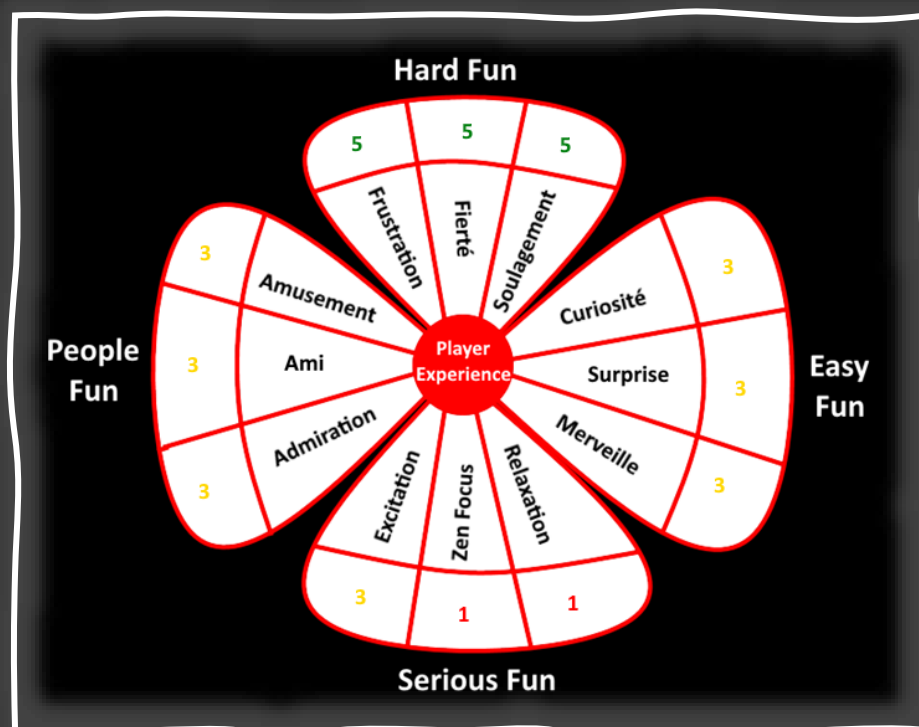 Hard Fun
5
5
5
Frustration
Fierté
Soulagement
People
Fun
3
Amusement
3
Ami
3
Admiration
Player
Experience
Curiosité
3
Surprise
3
Merveille
3
Easy
Fun
Excitation
Zen Focus
Relaxation
3
1
1
Serious Fun